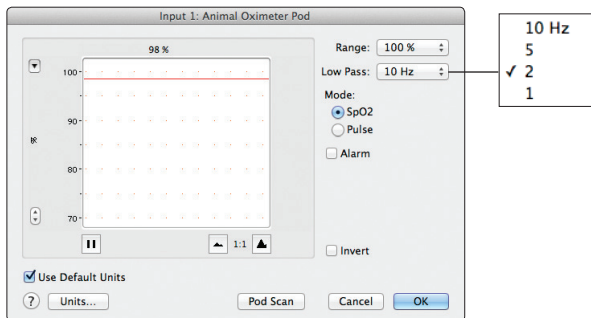 Input 1: Animal Oximeter Pod
98 %
100
90
%
80
70
1:1
Range: 100 %
Low Pass: 10 Hz
Mode:
SpO2
Pulse
Alarm
Invert
10 Hz
5
2
1
Use Default Units
? Units... Pod Scan Cancel OK